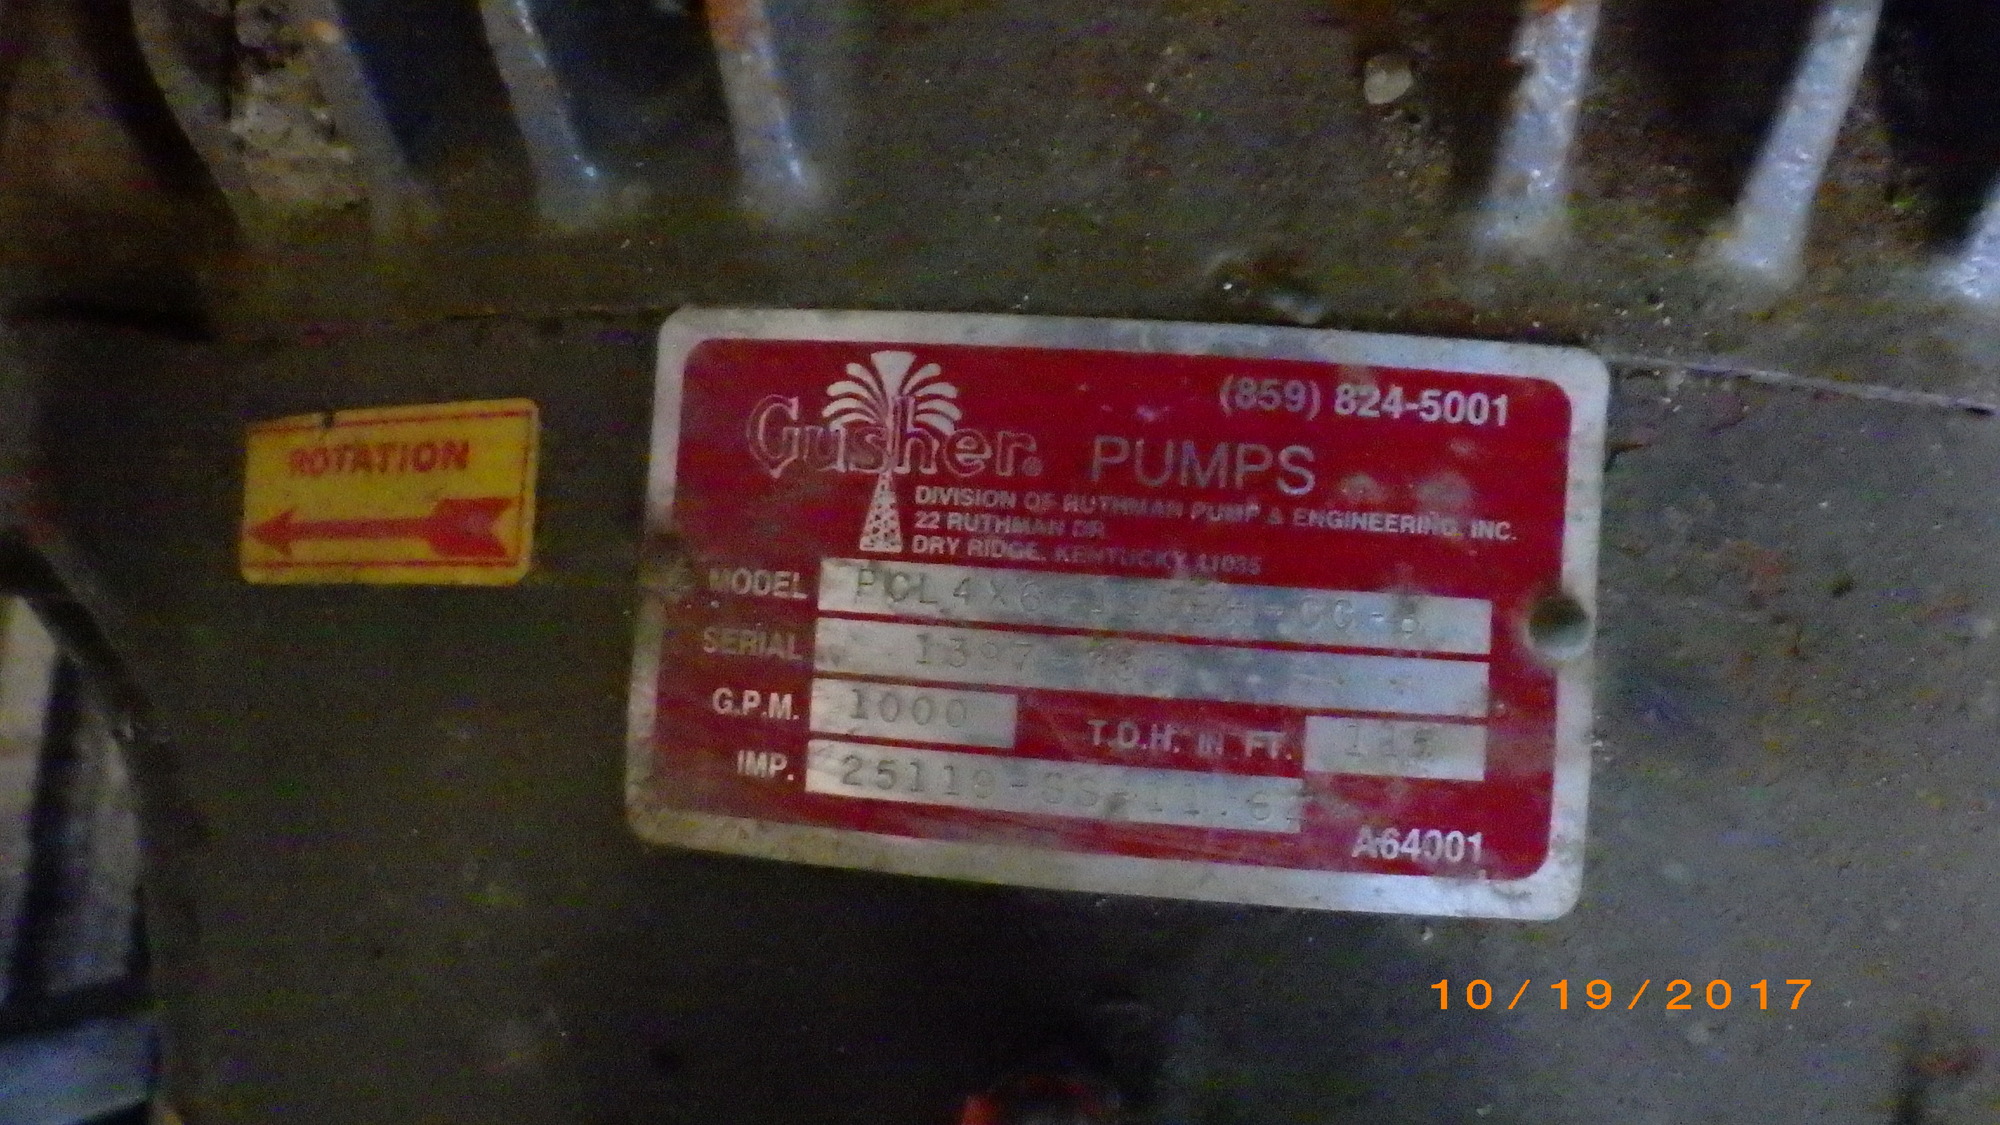 ROTATION
(859) 824-5001
Gusher® PUMPS
DIVISION OF RUTHMAN PUMP & ENGINEERING, INC.
22 RUTHMAN DR.
DRY RIDGE, KENTUCKY 41035
MODEL
SERIAL
G.P.M. 1000 T.D.H. IN FT.
IMP.
A64001
10/19/2017